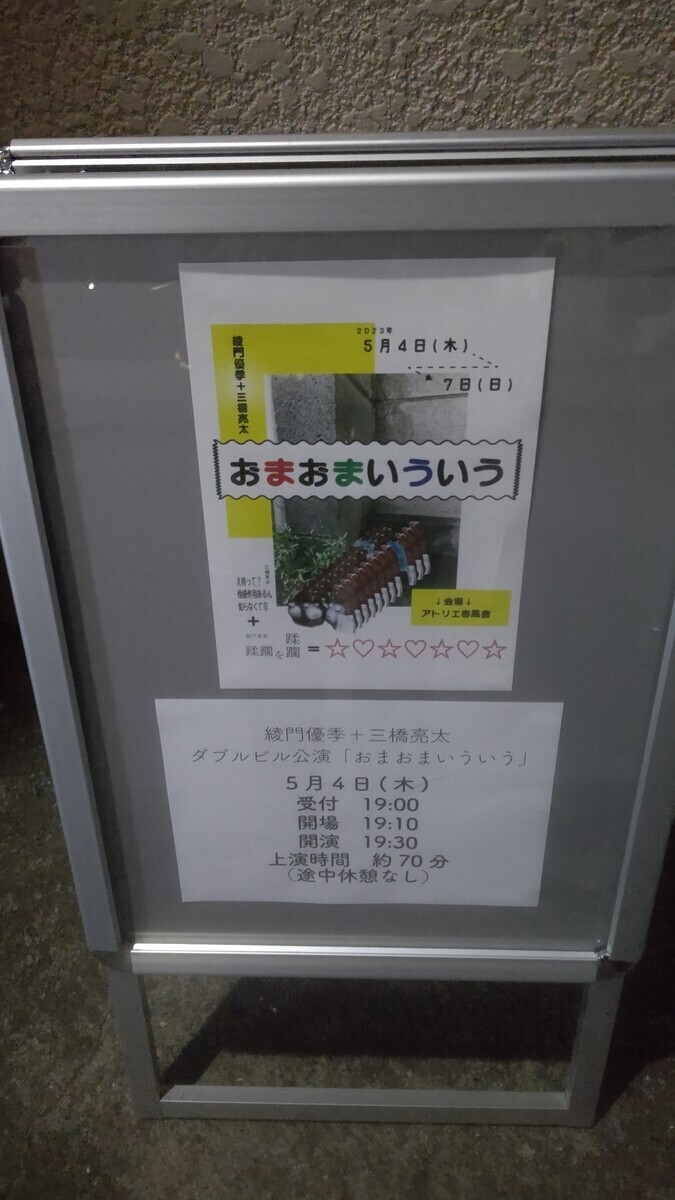 2023年
5月4日(木)
7日(日)
綾門優季+三橋亮太
おまおまいういう
三橋亮太
+
蹂躙を蹂躙
=☆♡☆♡☆♡☆
↓会場↓
アトリエ春風舎
綾門優季+三橋亮太
ダブルビル公演「おまおまいういう」
5月4日(木)
受付 19:00
開場 19:10
開演 19:30
上演時間 約70分
(途中休憩なし)